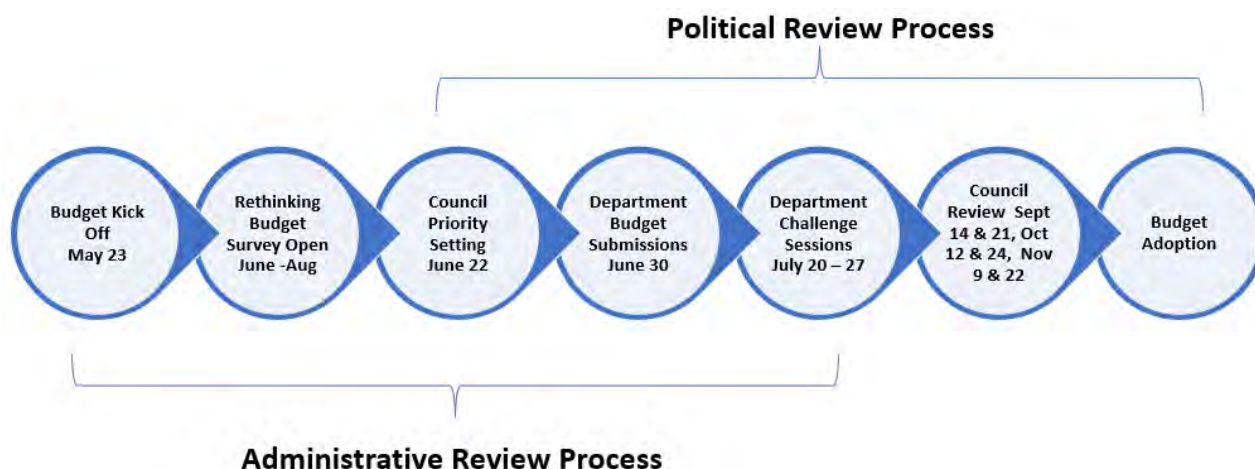 Political Review Process
Budget Kick
Off
May 23
Rethinking
Budget
Survey Open
June -Aug
Council
Priority
Setting
June 22
Department
Budget
Submissions
June 30
Department
Challenge
Sessions
July 20 – 27
Council
Review Sept
14 & 21, Oct
12 & 24, Nov
9 & 22
Budget
Adoption
Administrative Review Process